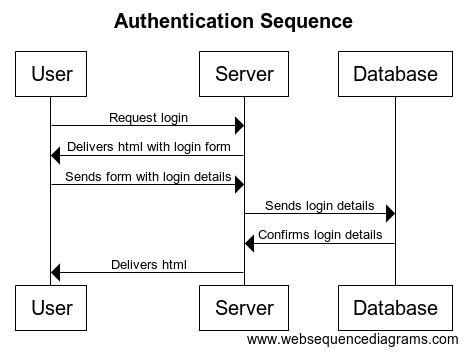 Authentication Sequence
User
Server
Database
Request login
Delivers html with login form
Sends form with login details
Sends login details
Confirms login details
Delivers html
User
Server
Database
www.websequencediagrams.com